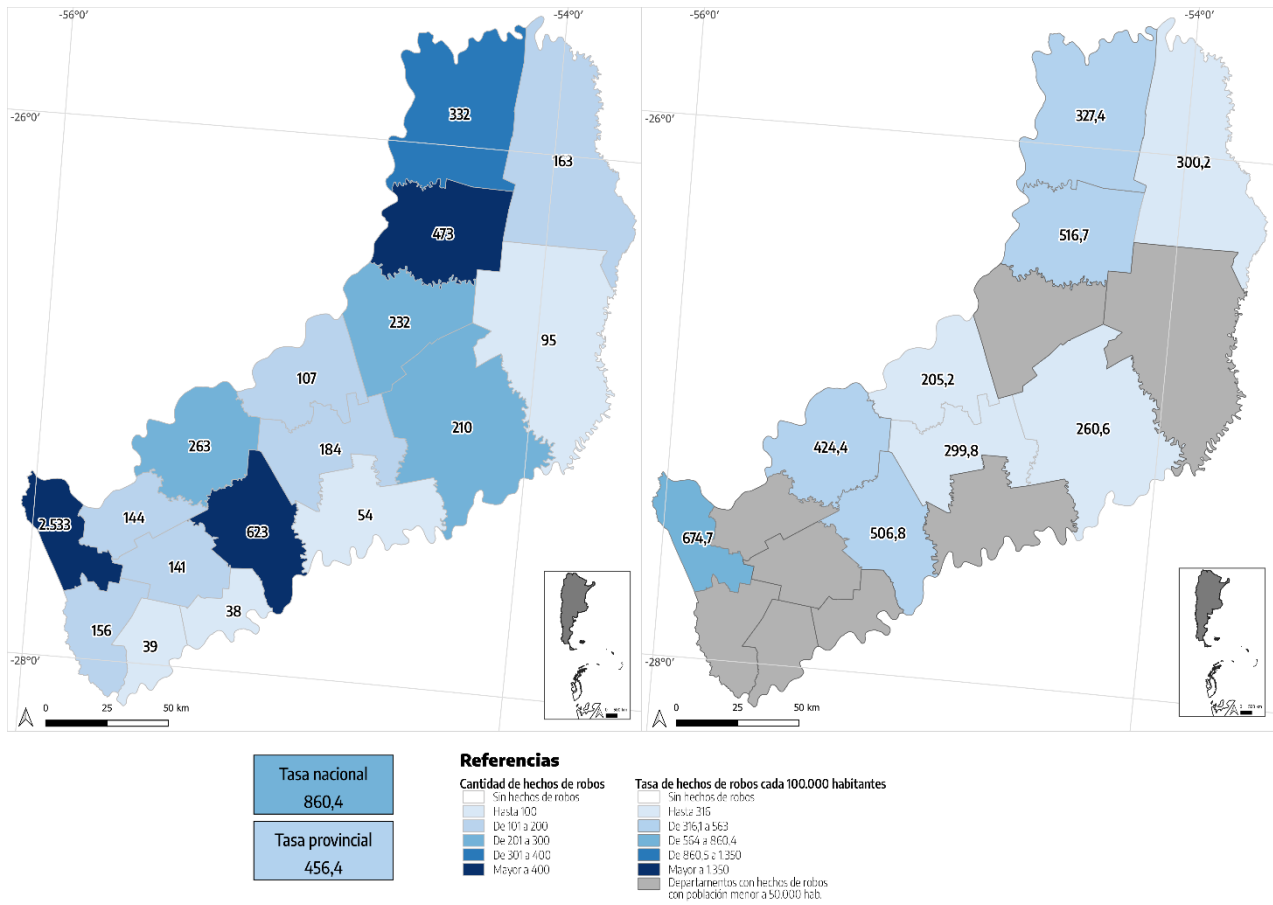 -56°0'
-54°0'
-26°0'
332
163
473
232
95
107
210
263
184
54
2.533
144
623
141
38
156
39
-28°0'
0 25 50 km
-56°0'
-54°0'
-26°0'
327,4
300,2
516,7
205,2
260,6
424,4
299,8
674,7
506,8
-28°0'
0 25 50 km
Tasa nacional
860,4
Tasa provincial
456,4
Referencias
Cantidad de hechos de robos
Sin hechos de robos
Hasta 100
De 101 a 200
De 201 a 300
De 301 a 400
Mayor a 400
Tasa de hechos de robos cada 100.000 habitantes
Sin hechos de robos
Hasta 316
De 316,1 a 563
De 564 a 860,4
De 860,5 a 1.350
Mayor a 1.350
Departamentos con hechos de robos
con población menor a 50.000 hab.